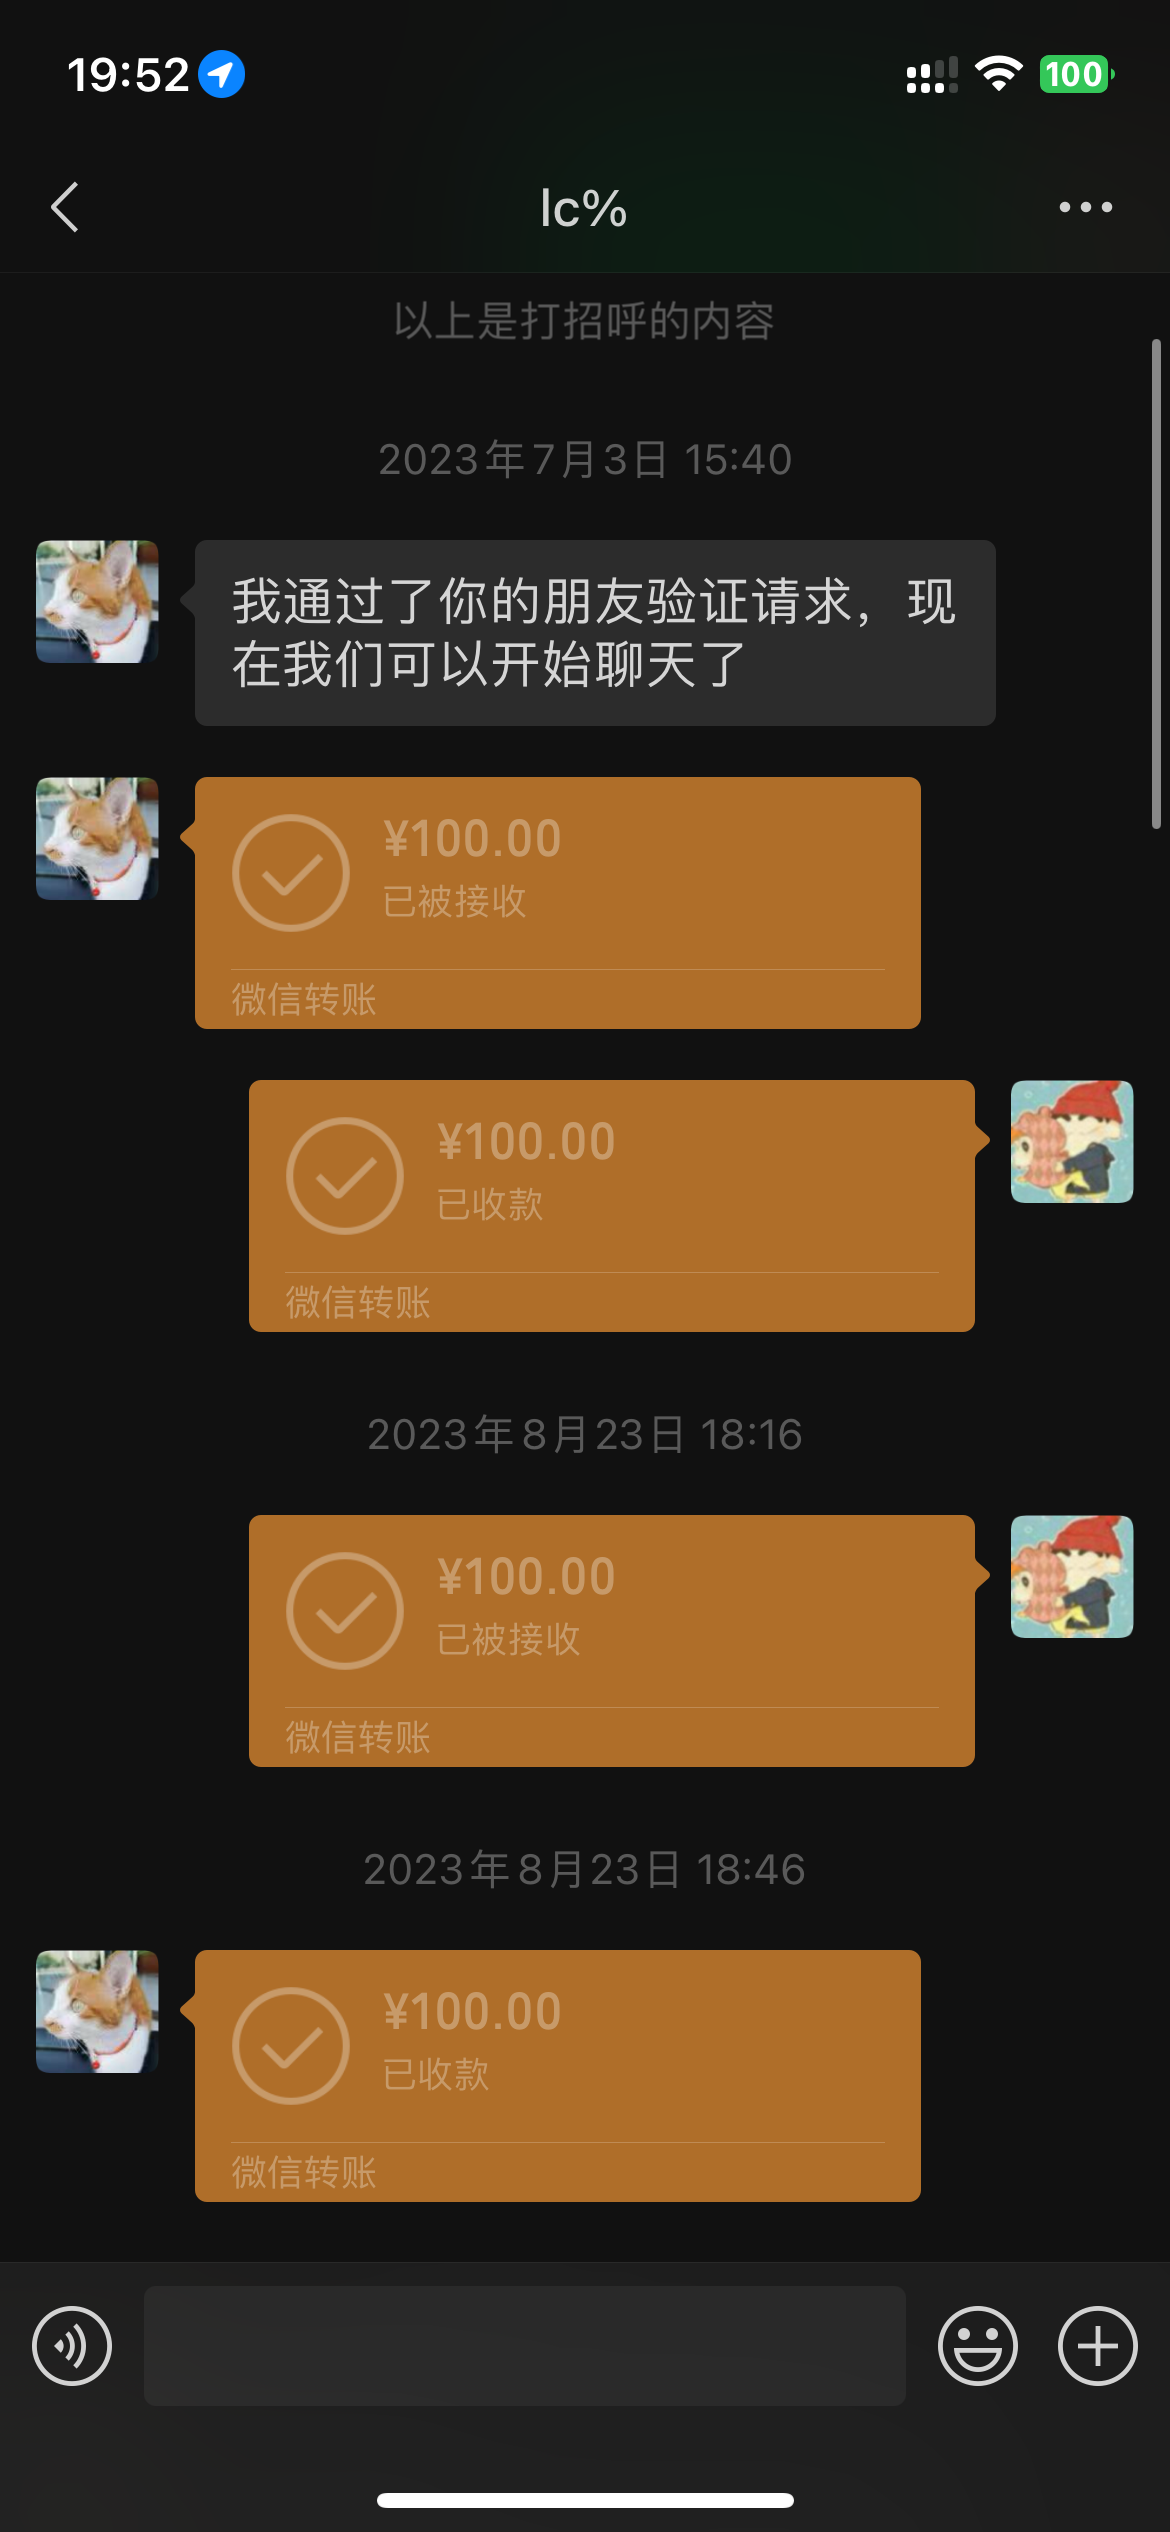 19:52
100
lc%
以上是打招呼的内容
2023年7月3日 15:40
我通过了你的朋友验证请求，现
在我们可以开始聊天了
¥100.00
已被接收
微信转账
¥100.00
已收款
微信转账
2023年8月23日 18:16
¥100.00
已被接收
微信转账
2023年8月23日 18:46
¥100.00
已收款
微信转账